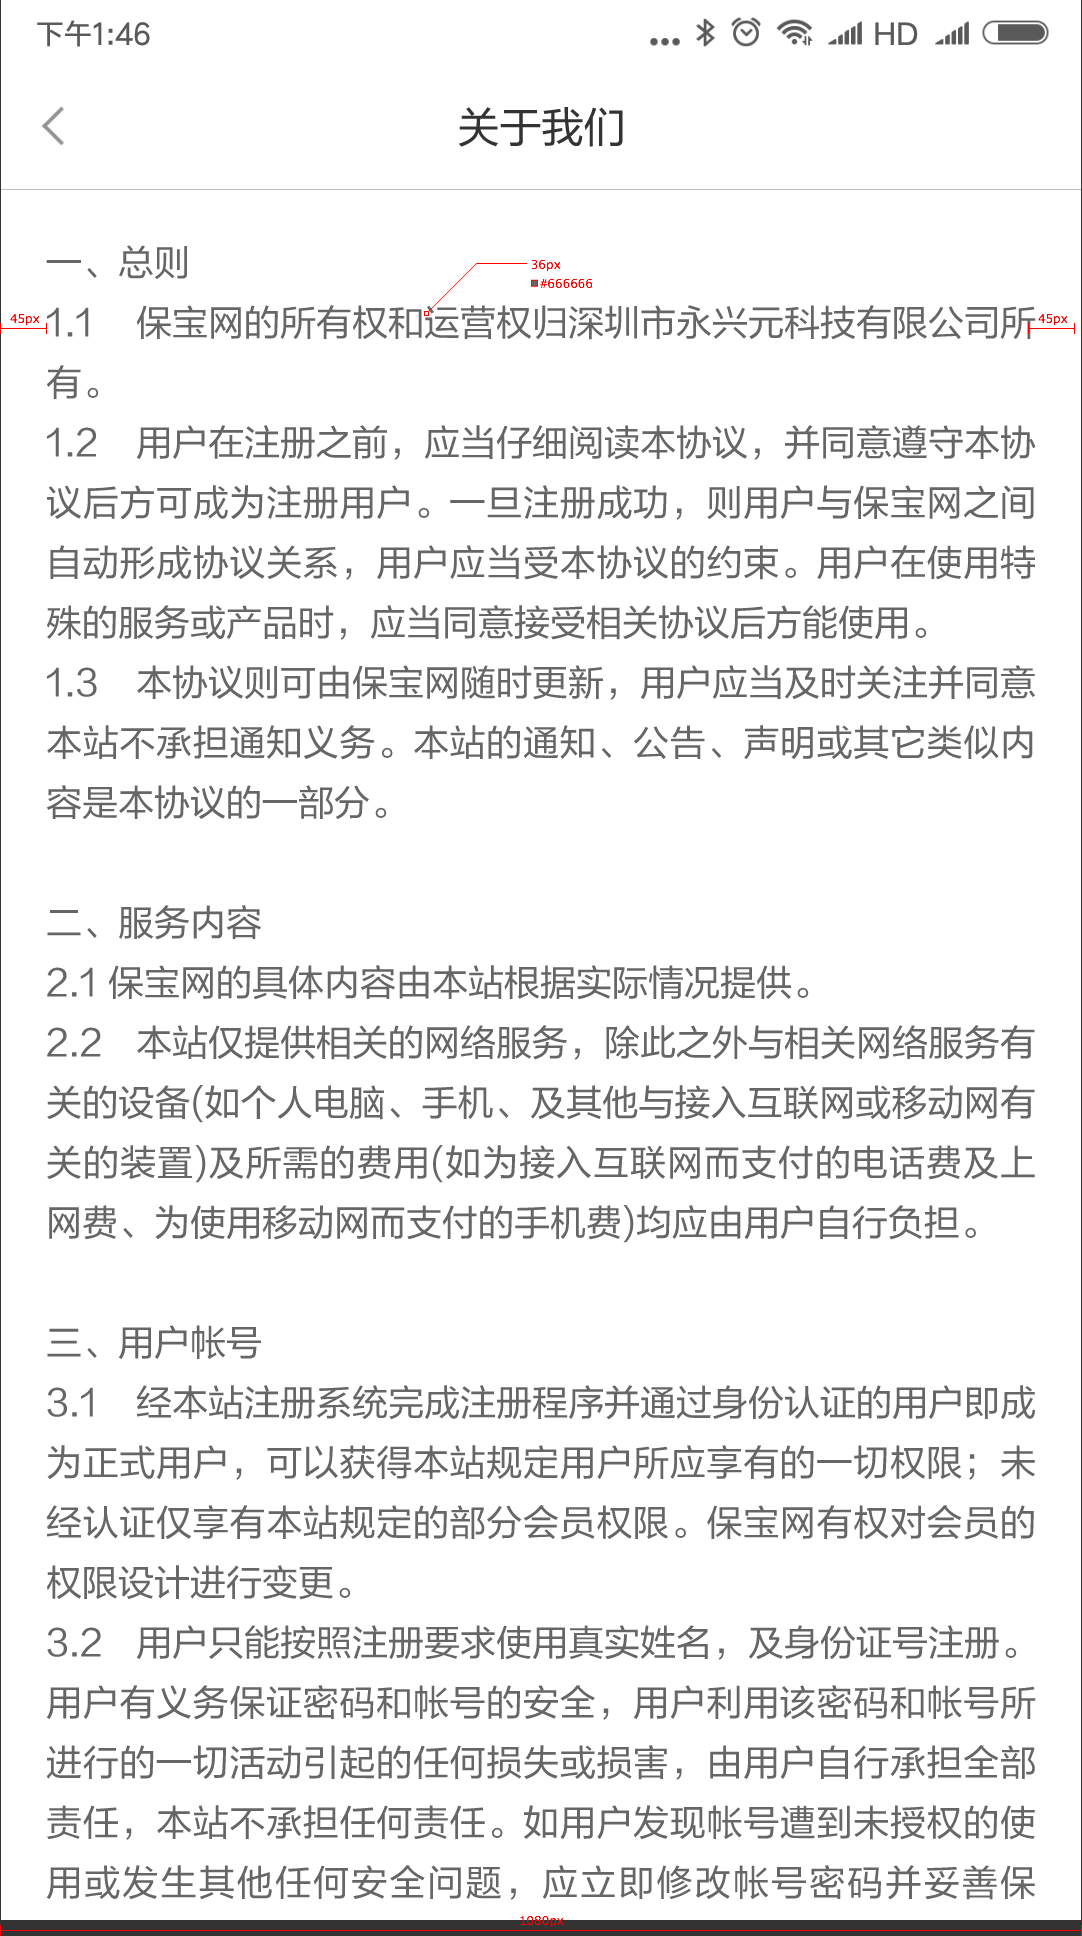 下午1:46
HD
关于我们
一、总则
36px
#666666
45px
1.1 保宝网的所有权和运营权归深圳市永兴元科技有限公司所
45px
有。
1.2 用户在注册之前，应当仔细阅读本协议，并同意遵守本协
议后方可成为注册用户。一旦注册成功，则用户与保宝网之间
自动形成协议关系，用户应当受本协议的约束。用户在使用特
殊的服务或产品时，应当同意接受相关协议后方能使用。
1.3 本协议则可由保宝网随时更新，用户应当及时关注并同意
本站不承担通知义务。本站的通知、公告、声明或其它类似内
容是本协议的一部分。
二、服务内容
2.1 保宝网的具体内容由本站根据实际情况提供。
2.2 本站仅提供相关的网络服务，除此之外与相关网络服务有
关的设备(如个人电脑、手机、及其他与接入互联网或移动网有
关的装置)及所需的费用(如为接入互联网而支付的电话费及上
网费、为使用移动网而支付的手机费)均应由用户自行负担。
三、用户帐号
3.1 经本站注册系统完成注册程序并通过身份认证的用户即成
为正式用户，可以获得本站规定用户所应享有的一切权限；未
经认证仅享有本站规定的部分会员权限。保宝网有权对会员的
权限设计进行变更。
3.2 用户只能按照注册要求使用真实姓名，及身份证号注册。
用户有义务保证密码和帐号的安全，用户利用该密码和帐号所
进行的一切活动引起的任何损失或损害，由用户自行承担全部
责任，本站不承担任何责任。如用户发现帐号遭到未授权的使
用或发生其他任何安全问题，应立即修改帐号密码并妥善保
1080px